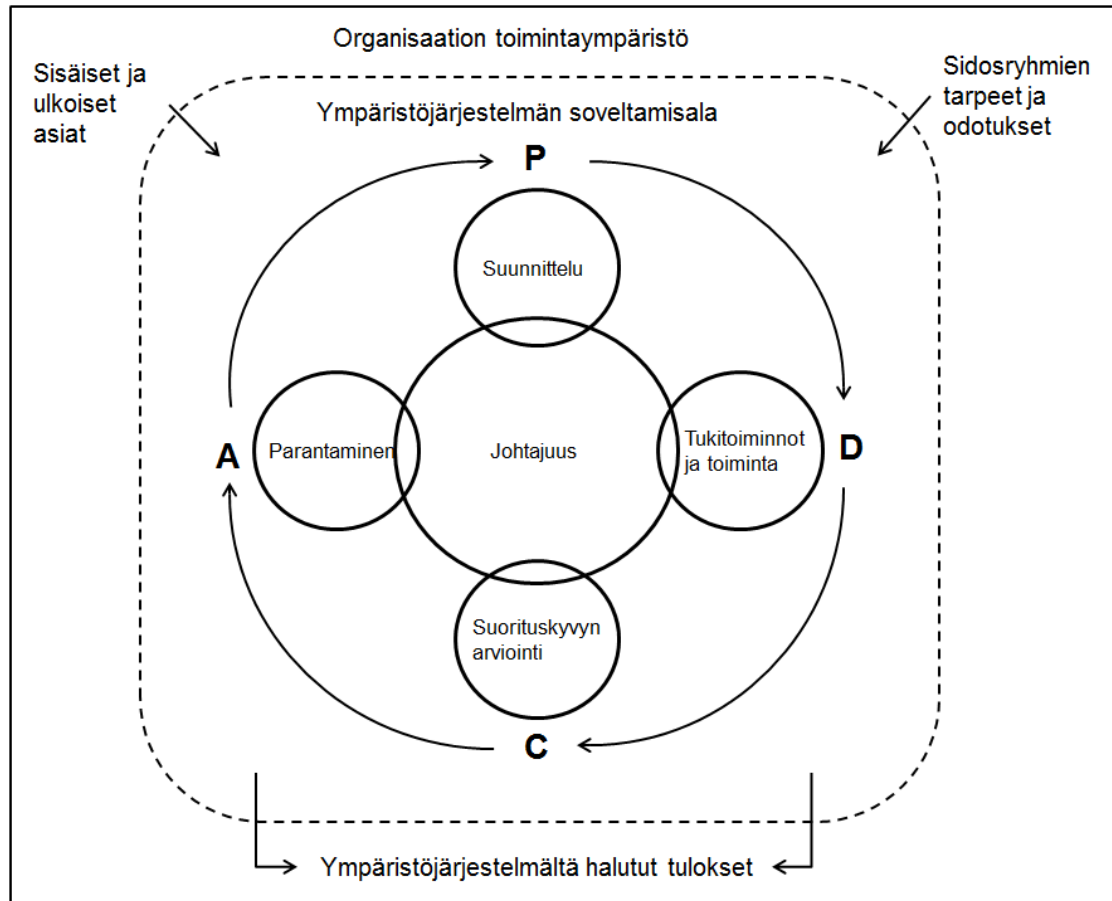 Organisaation toimintaympäristö
Sisäiset ja
ulkoiset
asiat
Sidosryhmien
tarpeet ja
odotukset
Ympäristöjärjestelmän soveltamisala
P
Suunnittelu
A
Parantaminen
Johtajuus
Tukitoiminnot
ja toiminta
D
Suorituskyvyn
arviointi
C
Ympäristöjärjestelmältä halutut tulokset